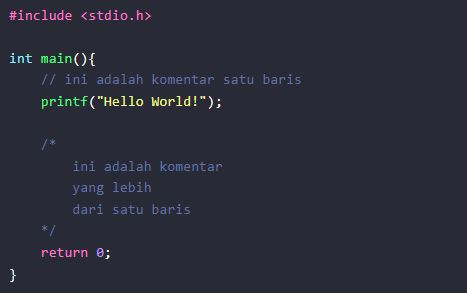 #include <stdio.h>
int main(){
    // ini adalah komentar satu baris
    printf("Hello World!");
    /*
        ini adalah komentar
        yang lebih
        dari satu baris
    */
    return 0;
}